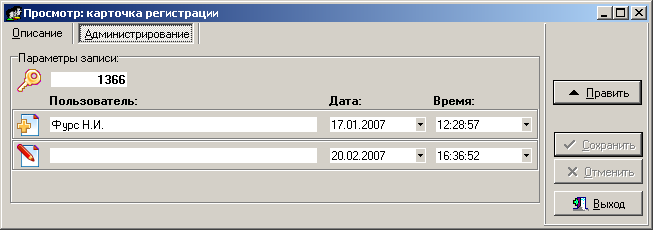 Просмотр: карточка регистрации
Описание Администрирование
Параметры записи:
1366
Пользователь: Дата: Время:
Фурс Н.И. 17.01.2007 12:28:57
20.02.2007 16:36:52
Править
Сохранить
Отменить
Выход